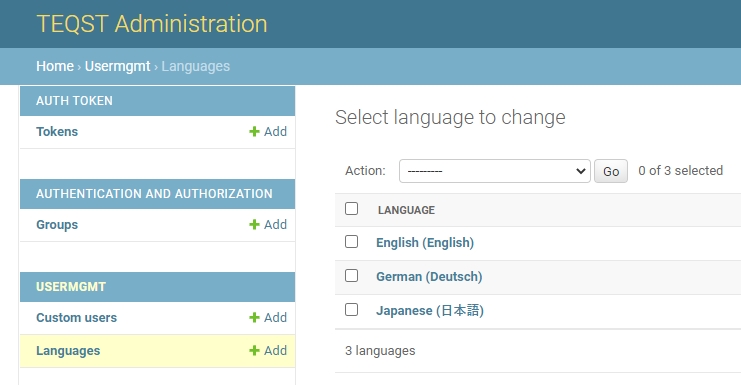 TEQST Administration
Home › Usermgmt › Languages
AUTH TOKEN
Tokens
Add
AUTHENTICATION AND AUTHORIZATION
Groups
Add
USERMGMT
Custom users
Add
Languages
Add
Select language to change
Action: --------- Go 0 of 3 selected
LANGUAGE
English (English)
German (Deutsch)
Japanese (日本語)
3 languages